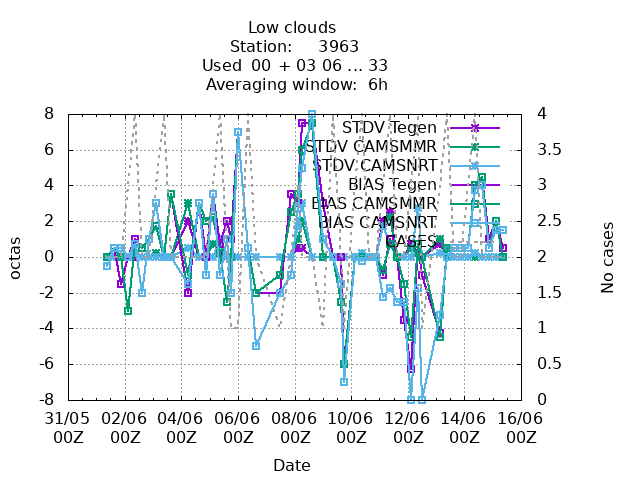 Low clouds
Station: 3963
Used 00 + 03 06 ... 33
Averaging window: 6h
STDV Tegen
STDV CAMSMMR
STDV CAMSNRT
BIAS Tegen
BIAS CAMSMMR
BIAS CAMSNRT
CASES
8
6
4
2
0
-2
-4
-6
-8
octas
4
3.5
3
2.5
2
1.5
1
0.5
0
No cases
31/05 02/06 04/06 06/06 08/06 10/06 12/06 14/06 16/06
00Z 00Z 00Z 00Z 00Z 00Z 00Z 00Z 00Z
Date